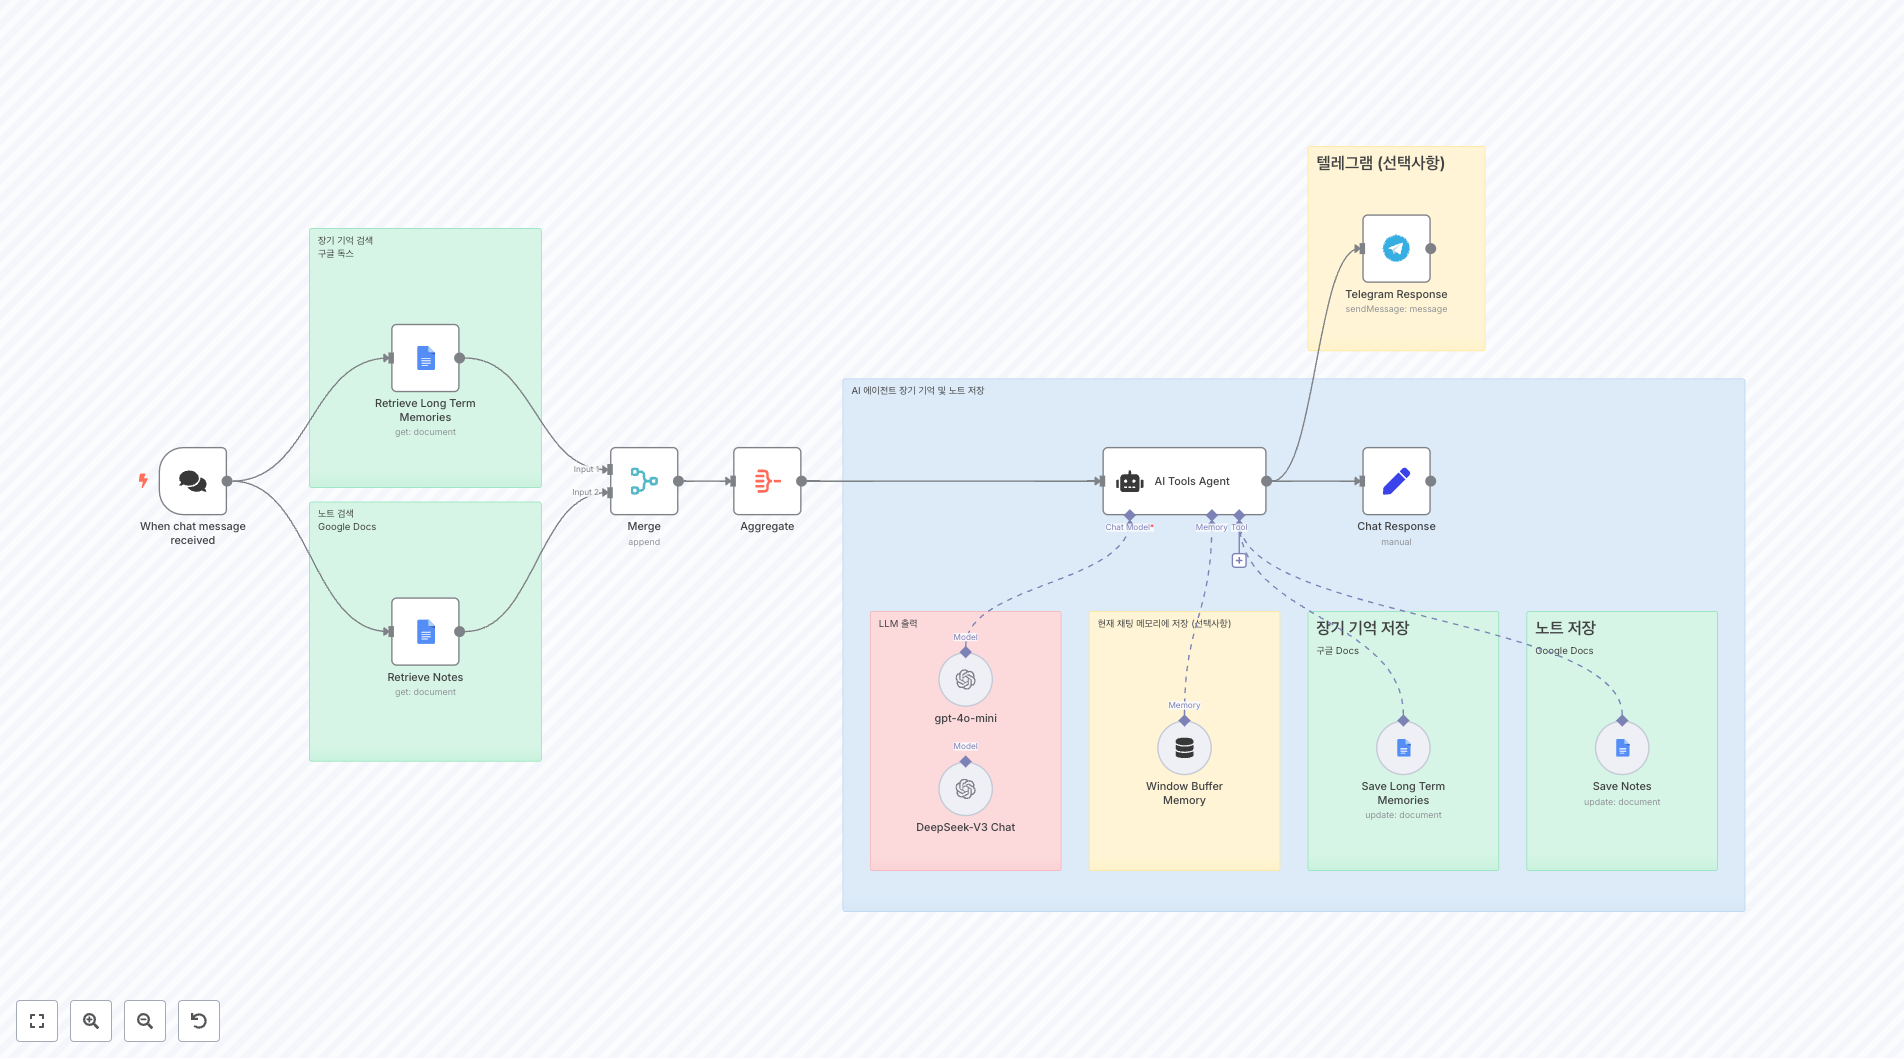 텔레그램 (선택사항)
Telegram Response
sendMessage: message
장기 기억 검색
구글 독스
Retrieve Long Term
Memories
get: document
When chat message
received
노트 검색
Google Docs
Retrieve Notes
get: document
Input 1
Input 2
Merge
append
Aggregate
AI 에이전트 장기 기억 및 노트 저장
AI Tools Agent
Chat Model*
Memory
Tool
Chat Response
manual
LLM 출력
Model
gpt-4o-mini
Model
DeepSeek-V3 Chat
현재 채팅 메모리에 저장 (선택사항)
Memory
Window Buffer
Memory
장기 기억 저장
구글 Docs
Save Long Term
Memories
update: document
노트 저장
Google Docs
Save Notes
update: document